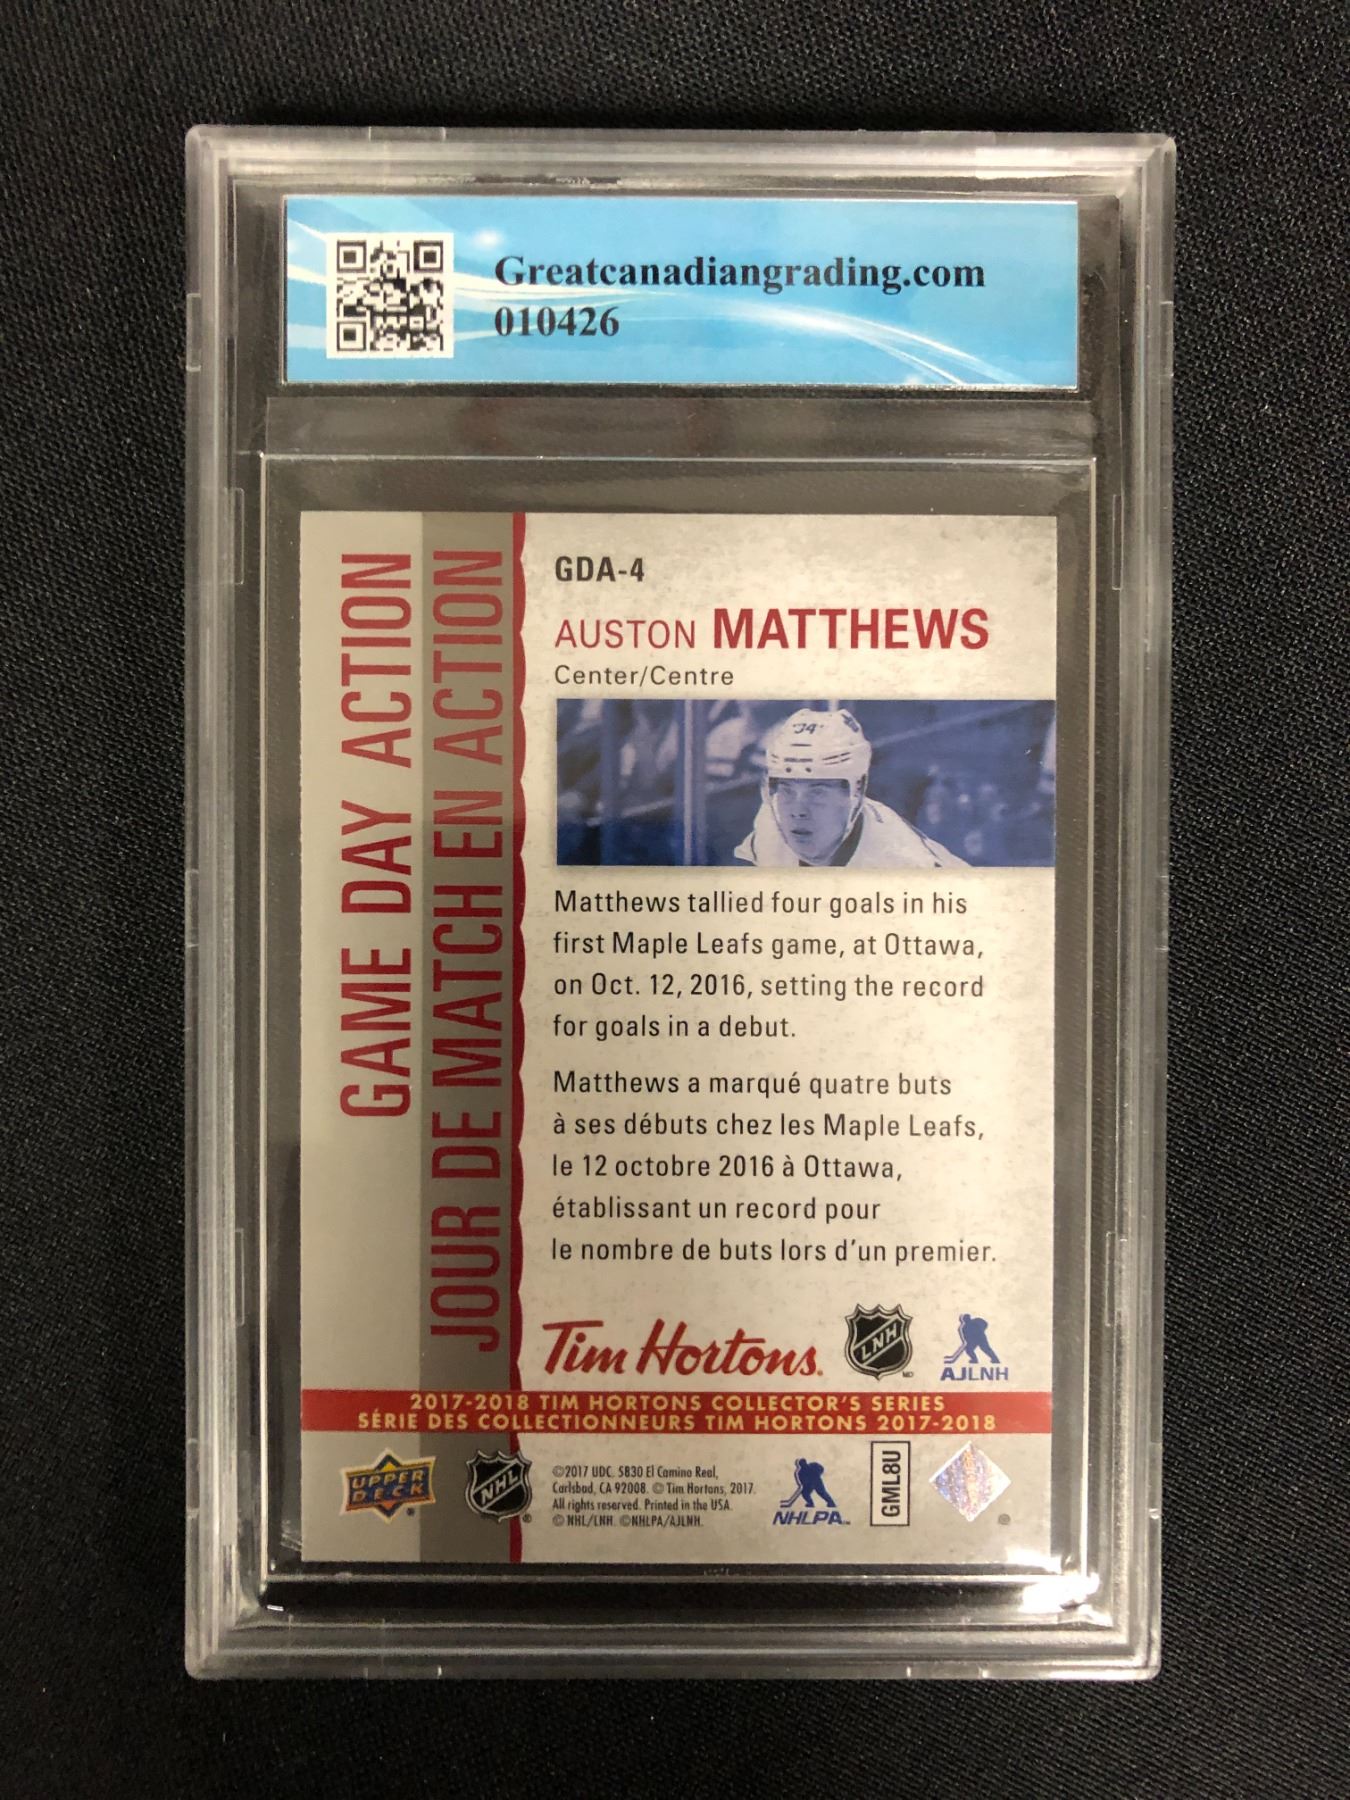 Greatcanadiangrading.com
010426
GAME DAY ACTION
JOUR DE MATCH EN ACTION
GDA-4
AUSTON MATTHEWS
Center/Centre
34
Matthews tallied four goals in his
first Maple Leafs game, at Ottawa,
on Oct. 12, 2016, setting the record
for goals in a debut.
Matthews a marqué quatre buts
à ses débuts chez les Maple Leafs,
le 12 octobre 2016 à Ottawa,
établissant un record pour
le nombre de buts lors d'un premier.
Tim Hortons.
LNH
MD
AJLNH
2017-2018 TIM HORTONS COLLECTOR'S SERIES
SÉRIE DES COLLECTIONNEURS TIM HORTONS 2017-2018
UPPER
DECK
®
NHL
®
©2017 UDC. 5830 El Camino Real,
Carlsbad, CA 92008. © Tim Hortons, 2017.
All rights reserved. Printed in the USA.
© NHL/LNH. ©NHLPA/AJLNH.
NHLPA™
GML8U
®